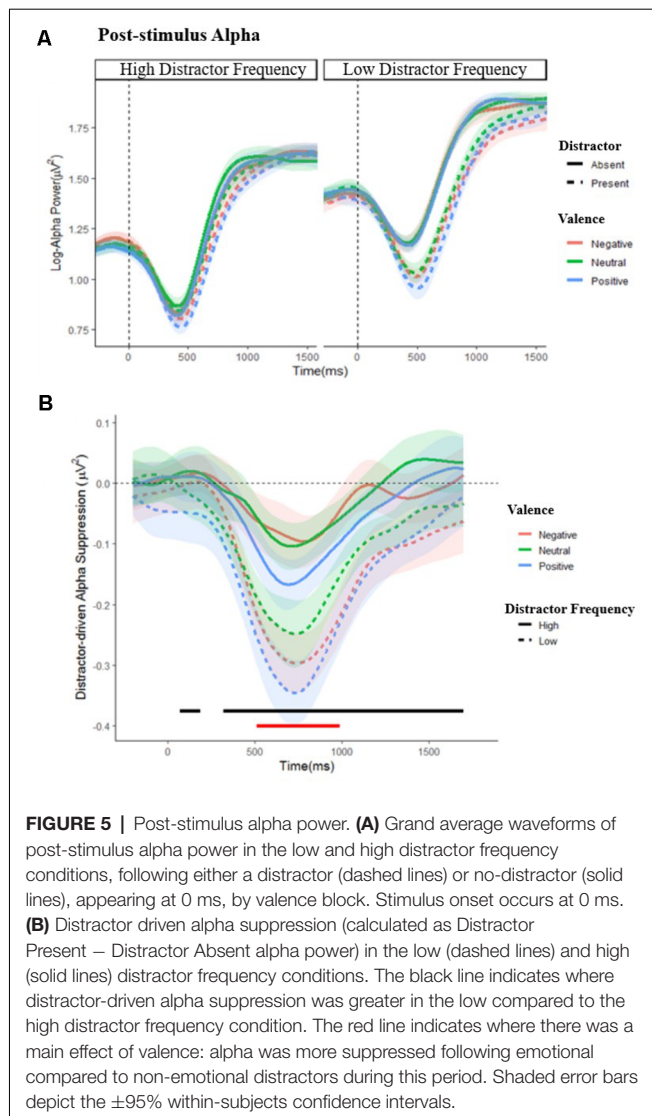 A
Post-stimulus Alpha
High Distractor Frequency
Low Distractor Frequency
1.75
1.50
1.25
1.00
0.75
Log-Alpha Power(μV²)
0
500
1000
1500
0
500
1000
1500
Time(ms)
Distractor
Absent
Present
Valence
Negative
Neutral
Positive
B
0.1
0.0
-0.1
-0.2
-0.3
-0.4
Distractor-driven Alpha Suppression (μV²)
0
500
1000
1500
Time(ms)
Valence
Negative
Neutral
Positive
Distractor Frequency
High
Low
FIGURE 5 | Post-stimulus alpha power. (A) Grand average waveforms of
post-stimulus alpha power in the low and high distractor frequency
conditions, following either a distractor (dashed lines) or no-distractor (solid
lines), appearing at 0 ms, by valence block. Stimulus onset occurs at 0 ms.
(B) Distractor driven alpha suppression (calculated as Distractor
Present − Distractor Absent alpha power) in the low (dashed lines) and high
(solid lines) distractor frequency conditions. The black line indicates where
distractor-driven alpha suppression was greater in the low compared to the
high distractor frequency condition. The red line indicates where there was a
main effect of valence: alpha was more suppressed following emotional
compared to non-emotional distractors during this period. Shaded error bars
depict the ±95% within-subjects confidence intervals.